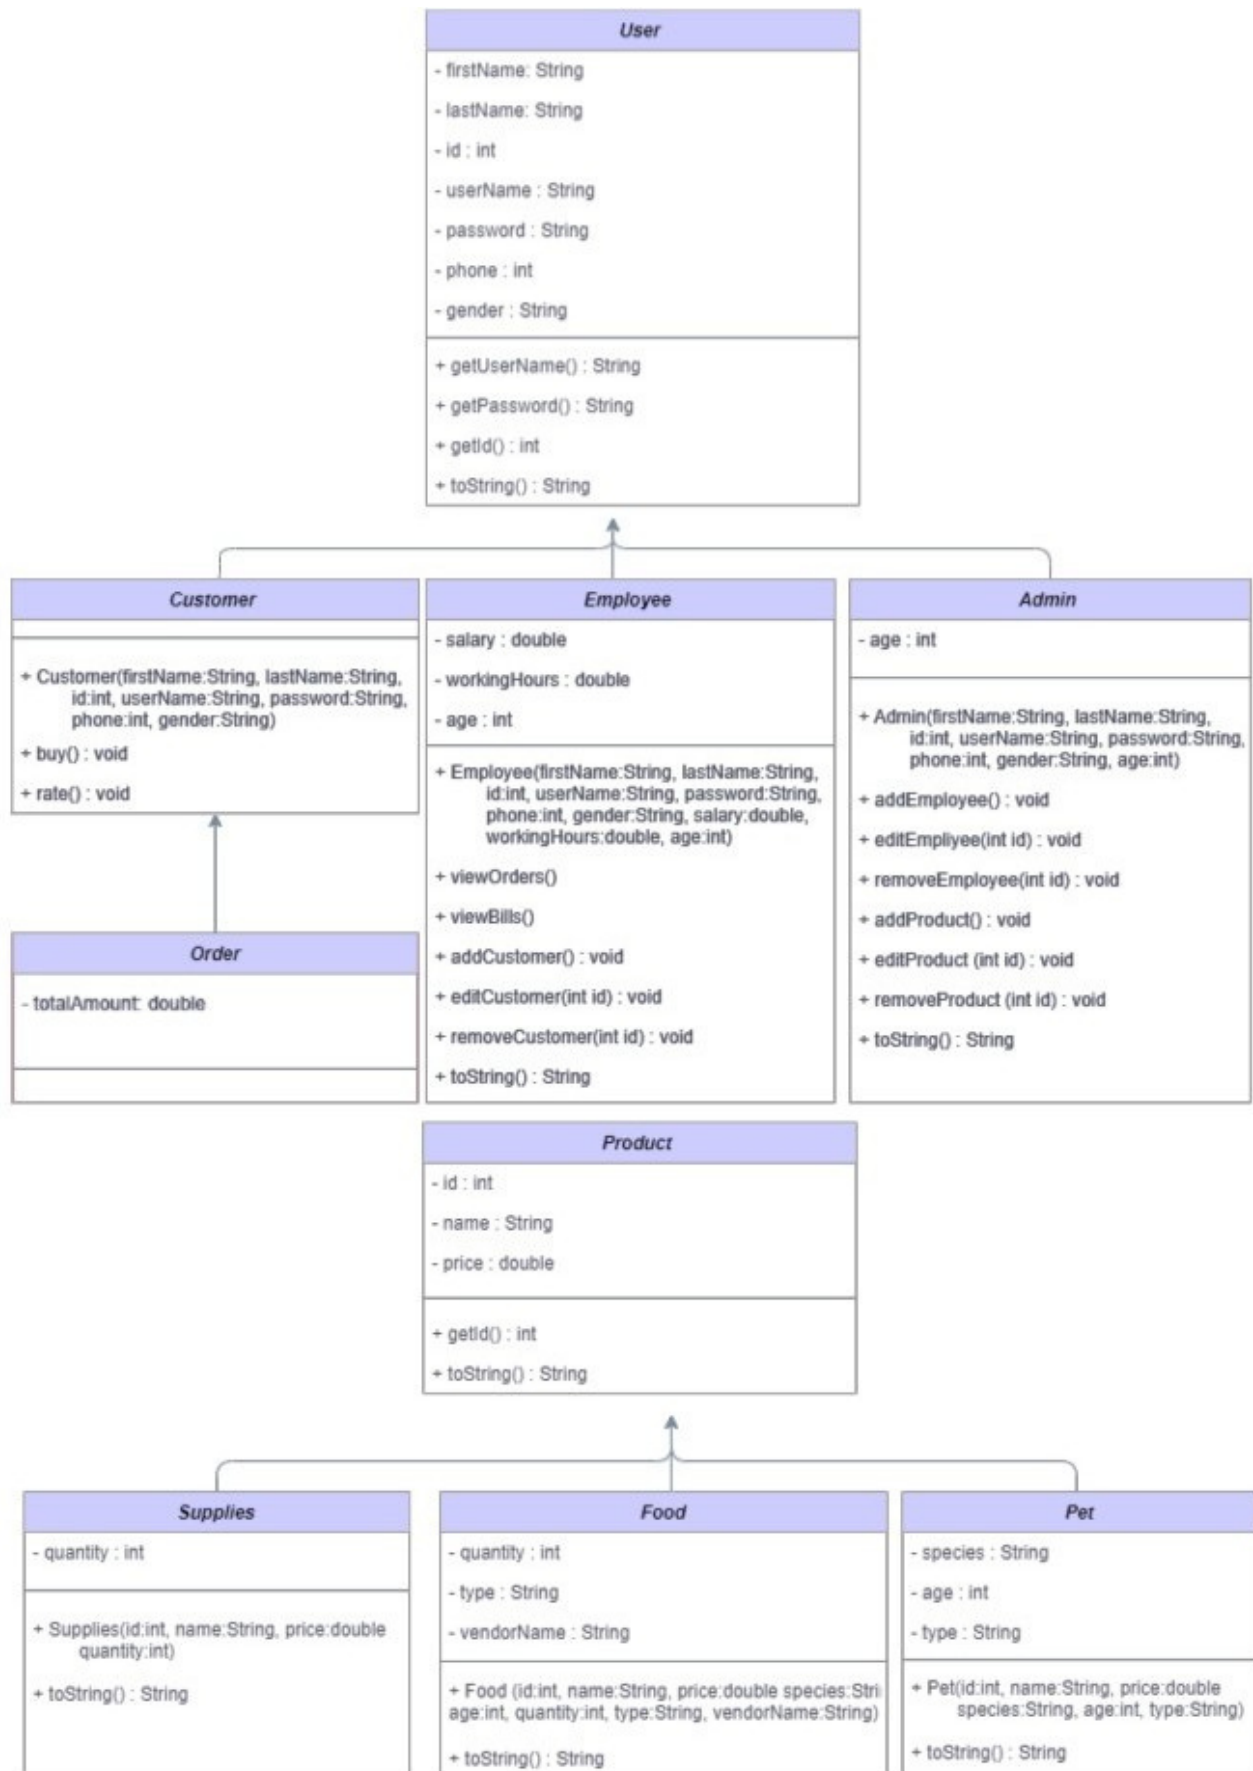 User
- firstName: String
- lastName: String
- id : int
- userName : String
- password : String
- phone : int
- gender : String
+ getUserName() : String
+ getPassword() : String
+ getId() : int
+ toString() : String
Customer
+ Customer(firstName:String, lastName:String,
id:int, userName:String, password:String,
phone:int, gender:String)
+ buy() : void
+ rate() : void
Employee
- salary : double
- workingHours : double
- age : int
+ Employee(firstName:String, lastName:String,
id:int, userName:String, password:String,
phone:int, gender:String, salary:double,
workingHours:double, age:int)
+ viewOrders()
+ viewBills()
+ addCustomer() : void
+ editCustomer(int id) : void
+ removeCustomer(int id) : void
+ toString() : String
Admin
- age : int
+ Admin(firstName:String, lastName:String,
id:int, userName:String, password:String,
phone:int, gender:String, age:int)
+ addEmployee() : void
+ editEmpliyee(int id) : void
+ removeEmployee(int id) : void
+ addProduct() : void
+ editProduct (int id) : void
+ removeProduct (int id) : void
+ toString() : String
Order
- totalAmount: double
Product
- id : int
- name : String
- price : double
+ getId() : int
+ toString() : String
Supplies
- quantity : int
+ Supplies(id:int, name:String, price:double
quantity:int)
+ toString() : String
Food
- quantity : int
- type : String
- vendorName : String
+ Food (id:int, name:String, price:double species:Stri
age:int, quantity:int, type:String, vendorName:String)
+ toString() : String
Pet
- species : String
- age : int
- type : String
+ Pet(id:int, name:String, price:double
species:String, age:int, type:String)
+ toString() : String